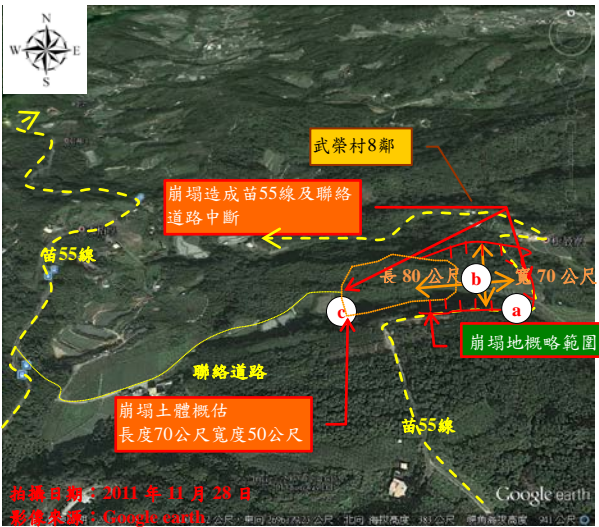 N
W E
S
武榮村8鄰
崩塌造成苗55線及聯絡
道路中斷
苗55線
長 80 公尺
寬 70 公尺
b
a
c
崩塌地概略範圍
聯絡道路
崩塌土體概估
長度70公尺寬度50公尺
苗55線
拍攝日期：2011 年 11 月 28 日
影像來源：Google earth
Google earth